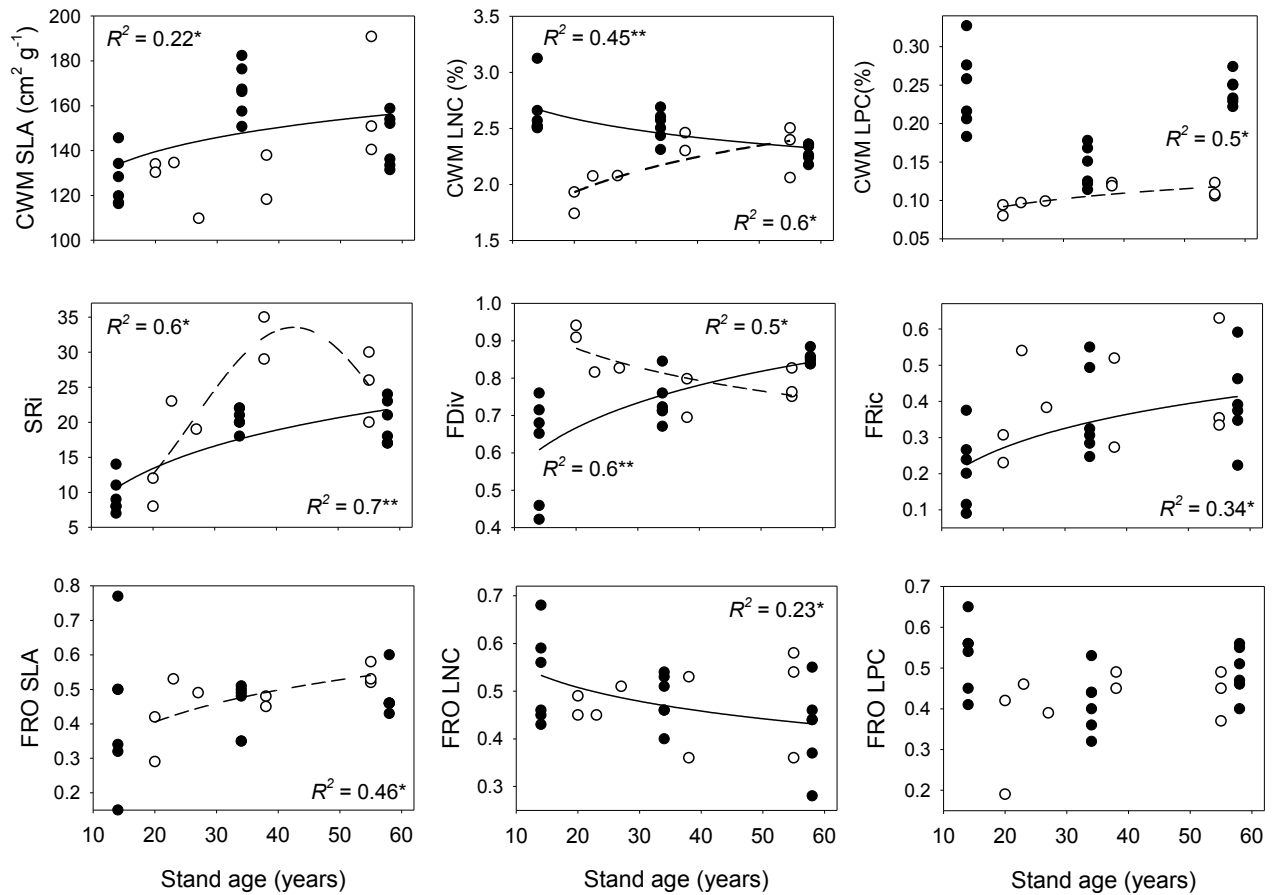 CWM SLA (cm² g⁻¹)
200
180
160
140
120
100
R² = 0.22*
CWM LNC (%)
3.5
3.0
2.5
2.0
1.5
R² = 0.45**
R² = 0.6*
CWM LPC(%)
0.30
0.25
0.20
0.15
0.10
0.05
R² = 0.5*
SRi
35
30
25
20
15
10
5
R² = 0.6*
R² = 0.7**
FDiv
1.0
0.9
0.8
0.7
0.6
0.5
0.4
R² = 0.5*
R² = 0.6**
FRic
0.6
0.5
0.4
0.3
0.2
0.1
0.0
R² = 0.34*
FRO SLA
0.8
0.7
0.6
0.5
0.4
0.3
0.2
R² = 0.46*
10 20 30 40 50 60
Stand age (years)
FRO LNC
0.7
0.6
0.5
0.4
0.3
R² = 0.23*
10 20 30 40 50 60
Stand age (years)
FRO LPC
0.7
0.6
0.5
0.4
0.3
0.2
10 20 30 40 50 60
Stand age (years)